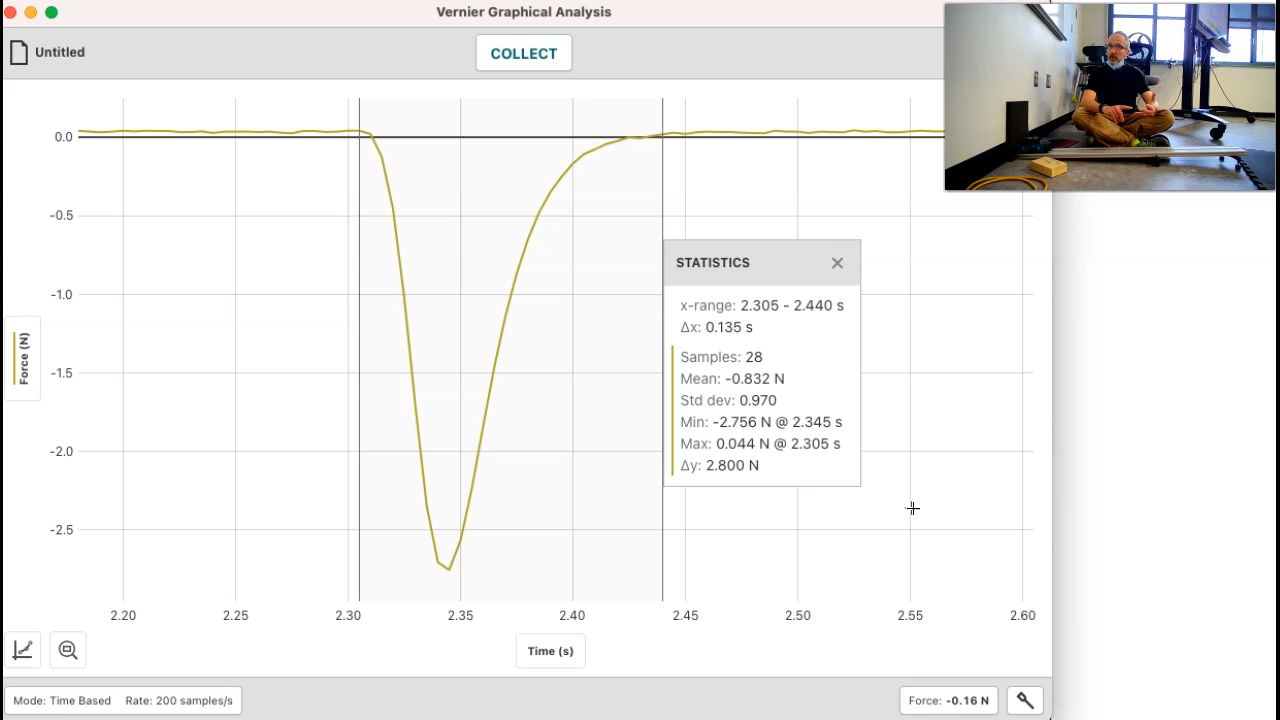 Vernier Graphical Analysis
Untitled
COLLECT
0.0
-0.5
-1.0
-1.5
-2.0
-2.5
Force (N)
STATISTICS
x-range: 2.305 - 2.440 s
Δx: 0.135 s
Samples: 28
Mean: -0.832 N
Std dev: 0.970
Min: -2.756 N @ 2.345 s
Max: 0.044 N @ 2.305 s
Δy: 2.800 N
2.20 2.25 2.30 2.35 2.40 2.45 2.50 2.55 2.60
Time (s)
Mode: Time Based Rate: 200 samples/s
Force: -0.16 N